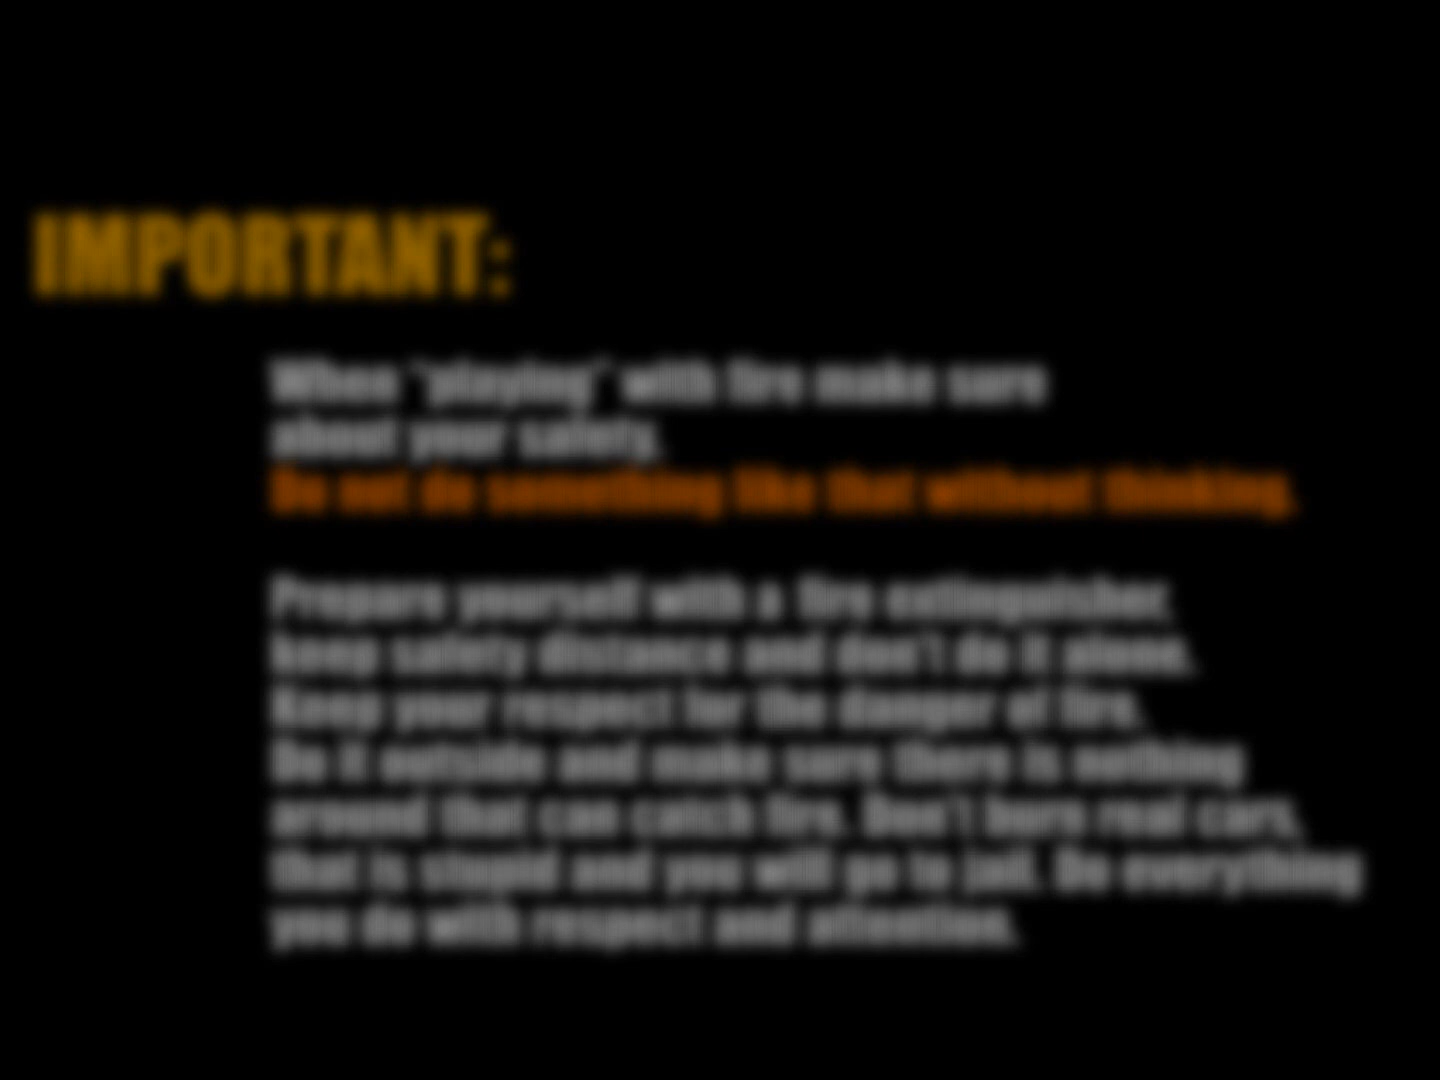 IMPORTANT:
When "playing" with fire make sure
about your safety.
Do not do something like that without thinking.
Prepare yourself with a fire extinguisher,
keep safety distance and don't do it alone.
Keep your respect for the danger of fire.
Do it outside and make sure there is nothing
around that can catch fire. Don't burn real cars,
that is stupid and you will go to jail. Do everything
you do with respect and attention.